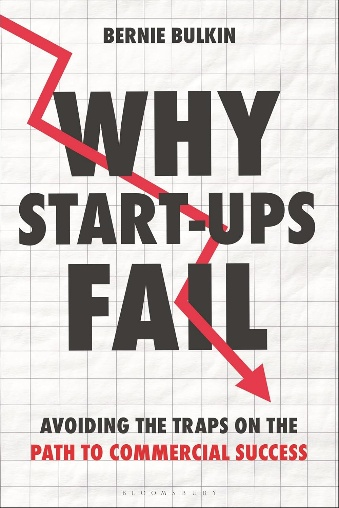 BERNIE BULKIN
WHY
START-UPS
FAIL
AVOIDING THE TRAPS ON THE
PATH TO COMMERCIAL SUCCESS
BLOOMSBURY